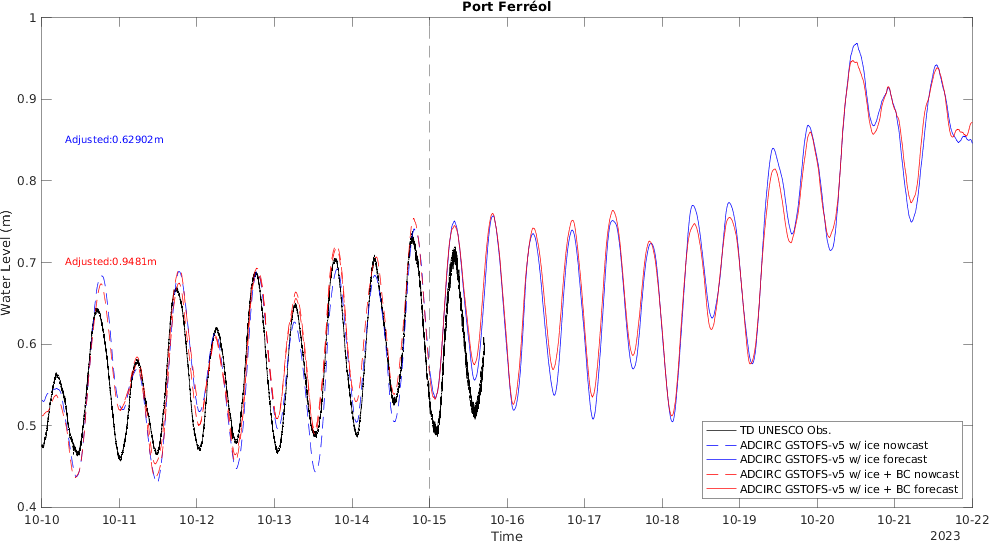 Port Ferréol
Water Level (m)
1
0.9
0.8
0.7
0.6
0.5
0.4
Adjusted:0.62902m
Adjusted:0.9481m
TD UNESCO Obs.
ADCIRC GSTOFS-v5 w/ ice nowcast
ADCIRC GSTOFS-v5 w/ ice forecast
ADCIRC GSTOFS-v5 w/ ice + BC nowcast
ADCIRC GSTOFS-v5 w/ ice + BC forecast
10-10 10-11 10-12 10-13 10-14 10-15 10-16 10-17 10-18 10-19 10-20 10-21 10-22
Time
2023